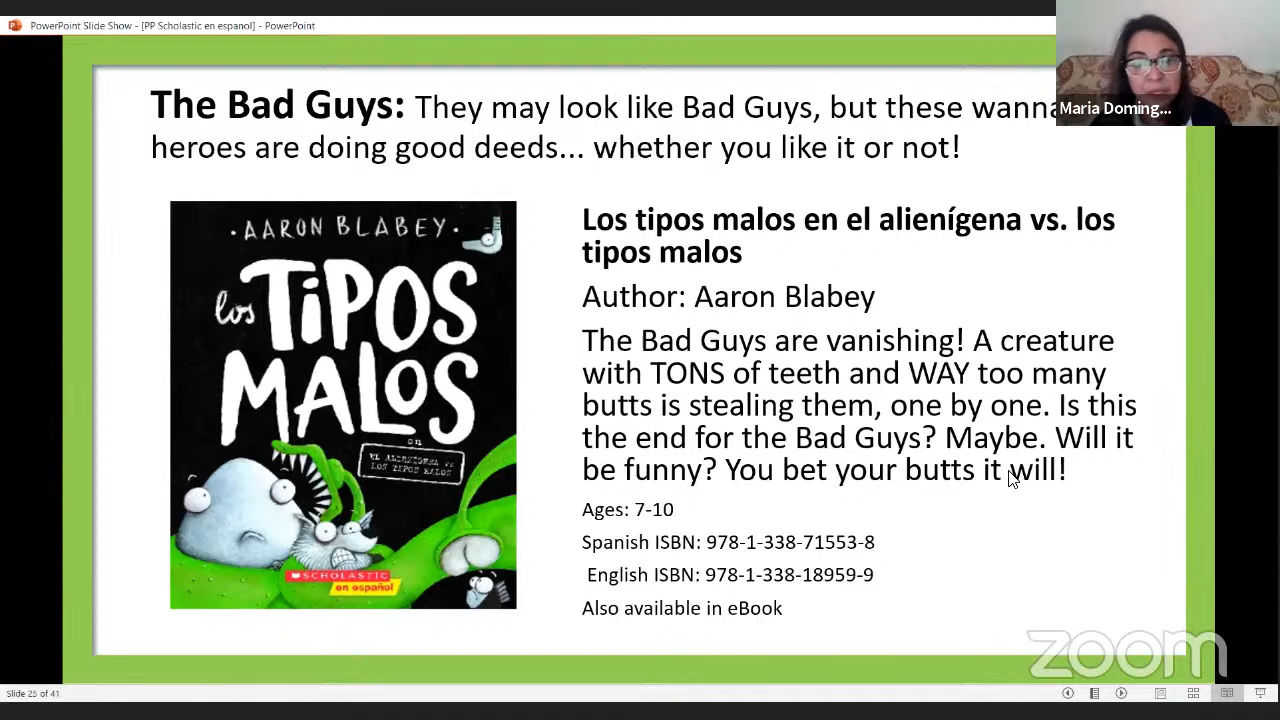 PowerPoint Slide Show - [PP Scholastic en espanol] - PowerPoint
Maria Doming...
The Bad Guys: They may look like Bad Guys, but these wanna
heroes are doing good deeds... whether you like it or not!
·AARON BLABEY·
los TiPOS
MALOS
en
EL ALIENÍGENA VS
LOS TIPOS MALOS
SCHOLASTIC
en español
Los tipos malos en el alienígena vs. los
tipos malos
Author: Aaron Blabey
The Bad Guys are vanishing! A creature
with TONS of teeth and WAY too many
butts is stealing them, one by one. Is this
the end for the Bad Guys? Maybe. Will it
be funny? You bet your butts it will!
Ages: 7-10
Spanish ISBN: 978-1-338-71553-8
English ISBN: 978-1-338-18959-9
Also available in eBook
zoom
Slide 25 of 41